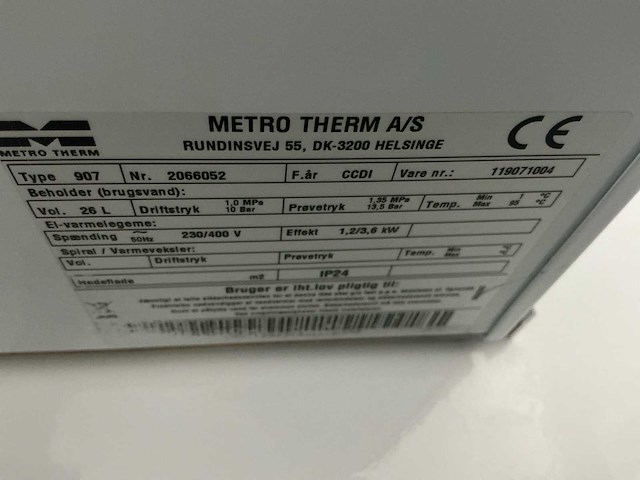 METRO THERM
METRO THERM A/S
RUNDINSVEJ 55, DK-3200 HELSINGE
CE
Type 907 Nr. 2066052 F.år CCDI Vare nr.: 119071004
Beholder (brugsvand):
Vol. 26 L Driftstryk 1,0 MPa 10 Bar Prøvetryk 1,35 MPa 13,5 Bar Temp. Min 1 °C Max 95 °C
El-varmelegeme:
Spænding 50Hz 230/400 V Effekt 1,2/3,6 kW
Spiral / Varmeveksler:
Vol. Driftstryk Prøvetryk Temp. Min Max °C °C
Hedeflade m2 IP24
Bruger er iht.lov pligtig til: